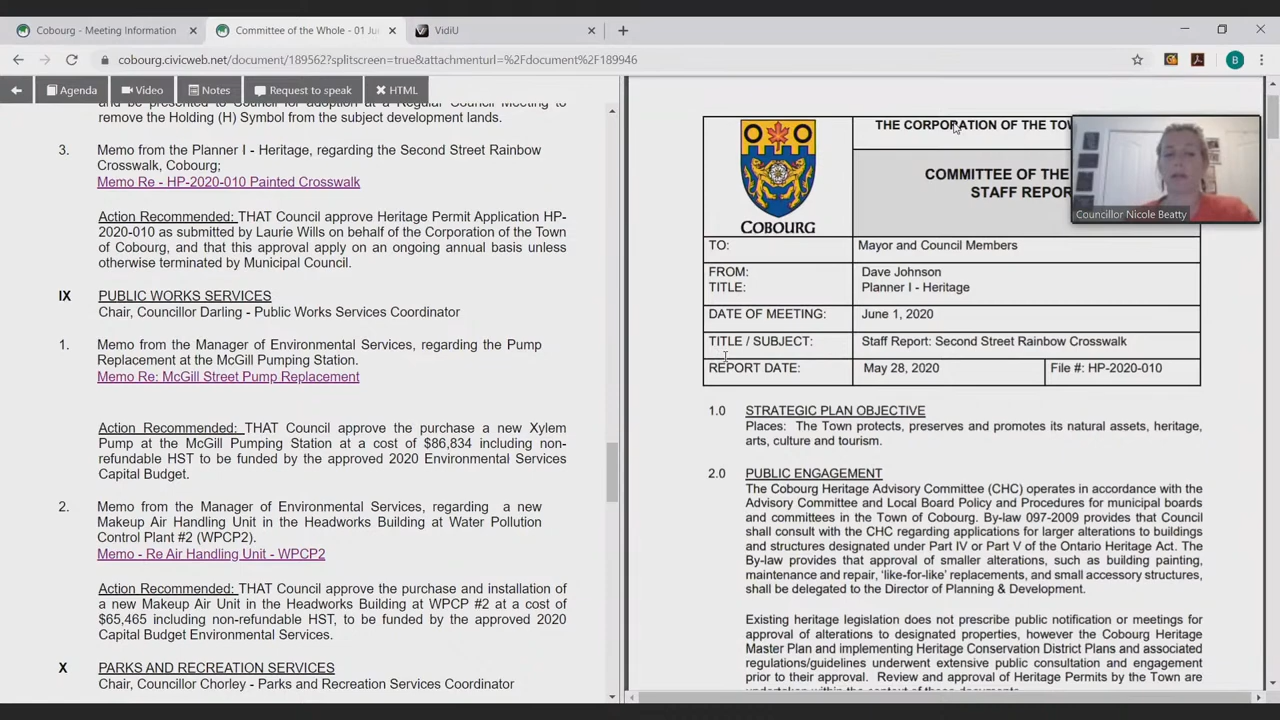 Cobourg - Meeting Information
Committee of the Whole - 01 Ju
VidiU
cobourg.civicweb.net/document/189562?splitscreen=true&attachmenturl=%2Fdocument%2F189946
B
Agenda
Video
Notes
Request to speak
HTML
and be presented to Council for adoption at a Regular Council Meeting to
remove the Holding (H) Symbol from the subject development lands.
3. Memo from the Planner I - Heritage, regarding the Second Street Rainbow
Crosswalk, Cobourg;
Memo Re - HP-2020-010 Painted Crosswalk
Action Recommended: THAT Council approve Heritage Permit Application HP-
2020-010 as submitted by Laurie Wills on behalf of the Corporation of the Town
of Cobourg, and that this approval apply on an ongoing annual basis unless
otherwise terminated by Municipal Council.
IX PUBLIC WORKS SERVICES
Chair, Councillor Darling - Public Works Services Coordinator
1. Memo from the Manager of Environmental Services, regarding the Pump
Replacement at the McGill Pumping Station.
Memo Re: McGill Street Pump Replacement
Action Recommended: THAT Council approve the purchase a new Xylem
Pump at the McGill Pumping Station at a cost of $86,834 including non-
refundable HST to be funded by the approved 2020 Environmental Services
Capital Budget.
2. Memo from the Manager of Environmental Services, regarding a new
Makeup Air Handling Unit in the Headworks Building at Water Pollution
Control Plant #2 (WPCP2).
Memo - Re Air Handling Unit - WPCP2
Action Recommended: THAT Council approve the purchase and installation of
a new Makeup Air Unit in the Headworks Building at WPCP #2 at a cost of
$65,465 including non-refundable HST, to be funded by the approved 2020
Capital Budget Environmental Services.
X PARKS AND RECREATION SERVICES
Chair, Councillor Chorley - Parks and Recreation Services Coordinator
COBOURG
THE CORPORATION OF THE TOW
COMMITTEE OF THE
STAFF REPOR
Councillor Nicole Beatty
TO: Mayor and Council Members
FROM: Dave Johnson
TITLE: Planner I - Heritage
DATE OF MEETING: June 1, 2020
TITLE / SUBJECT: Staff Report: Second Street Rainbow Crosswalk
REPORT DATE: May 28, 2020 File #: HP-2020-010
1.0 STRATEGIC PLAN OBJECTIVE
Places: The Town protects, preserves and promotes its natural assets, heritage,
arts, culture and tourism.
2.0 PUBLIC ENGAGEMENT
The Cobourg Heritage Advisory Committee (CHC) operates in accordance with the
Advisory Committee and Local Board Policy and Procedures for municipal boards
and committees in the Town of Cobourg. By-law 097-2009 provides that Council
shall consult with the CHC regarding applications for larger alterations to buildings
and structures designated under Part IV or Part V of the Ontario Heritage Act. The
By-law provides that approval of smaller alterations, such as building painting,
maintenance and repair, 'like-for-like' replacements, and small accessory structures,
shall be delegated to the Director of Planning & Development.
Existing heritage legislation does not prescribe public notification or meetings for
approval of alterations to designated properties, however the Cobourg Heritage
Master Plan and implementing Heritage Conservation District Plans and associated
regulations/guidelines underwent extensive public consultation and engagement
prior to their approval. Review and approval of Heritage Permits by the Town are
undertaken within the context of these documents.